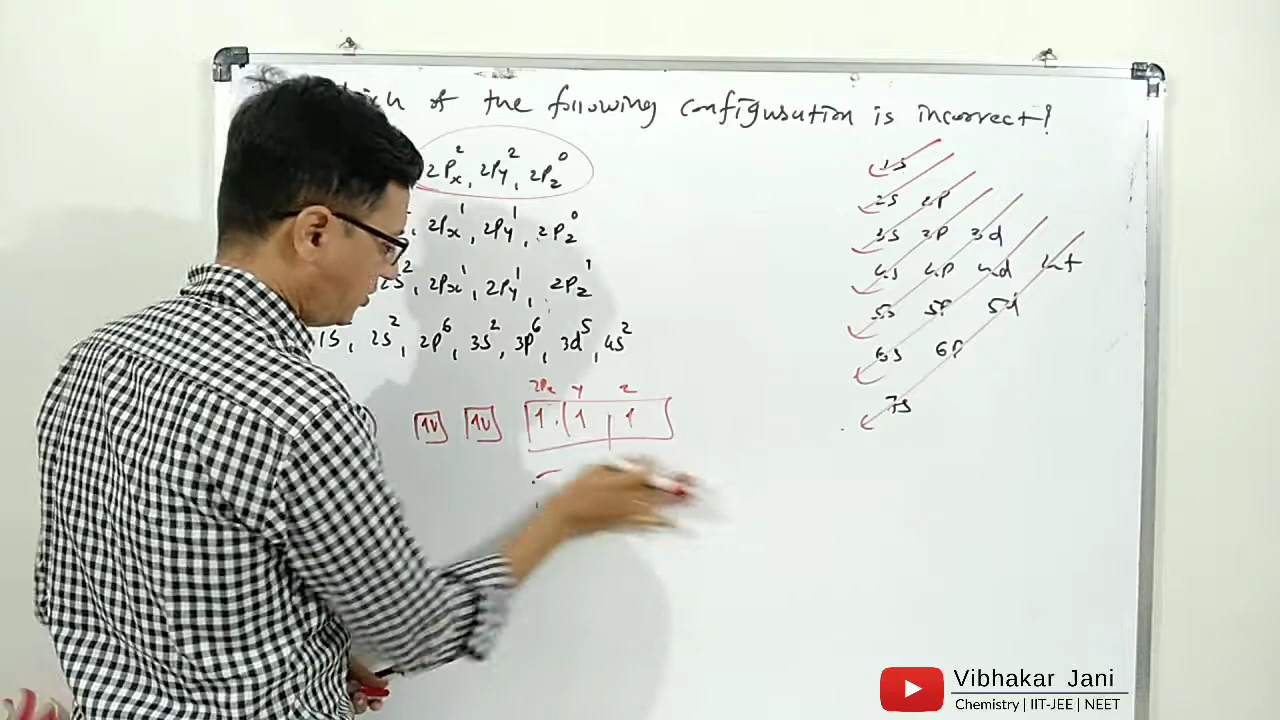 of the following configuration is incorrect?
2Px², 2Py², 2Pz⁰
2Px¹, 2Py¹, 2Pz⁰
2S², 2Px¹, 2Py¹, 2Pz¹
1S, 2S², 2P⁶, 3S², 3P⁶, 3d⁵, 4S²
2Px y z
1S
2S 2P
3S 3P 3d
4S 4P 4d 4f
5S 5P 5d
6S 6P
7S
Vibhakar Jani
Chemistry | IIT-JEE | NEET